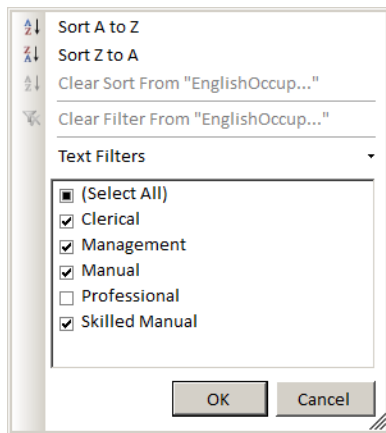 Sort A to Z
Sort Z to A
Clear Sort From "EnglishOccup..."
Clear Filter From "EnglishOccup..."
Text Filters
(Select All)
Clerical
Management
Manual
Professional
Skilled Manual
OK Cancel